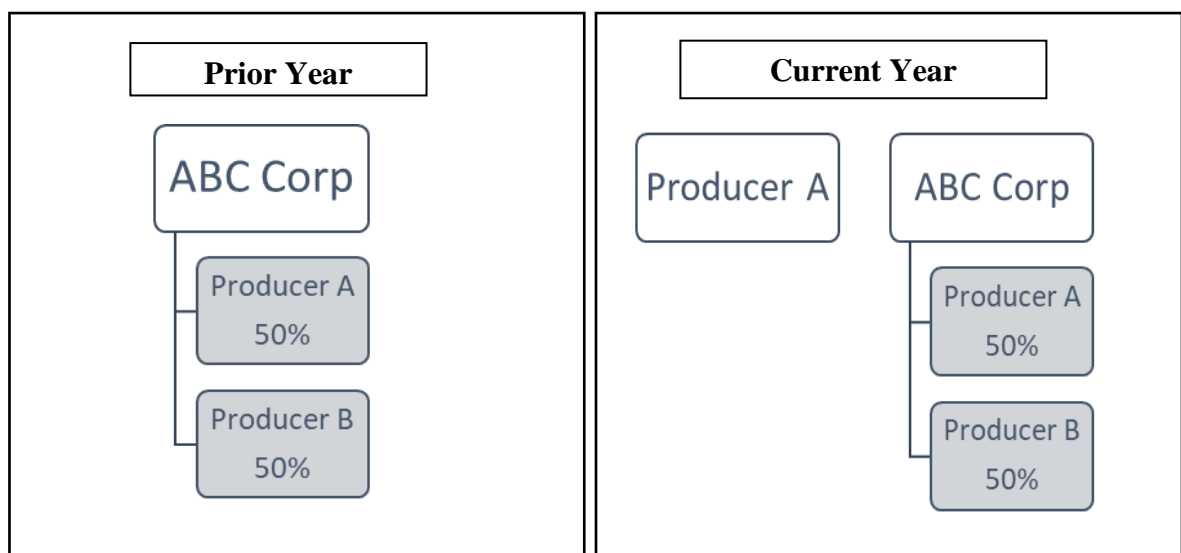 Prior Year
ABC Corp
Producer A
50%
Producer B
50%
Current Year
Producer A
ABC Corp
Producer A
50%
Producer B
50%